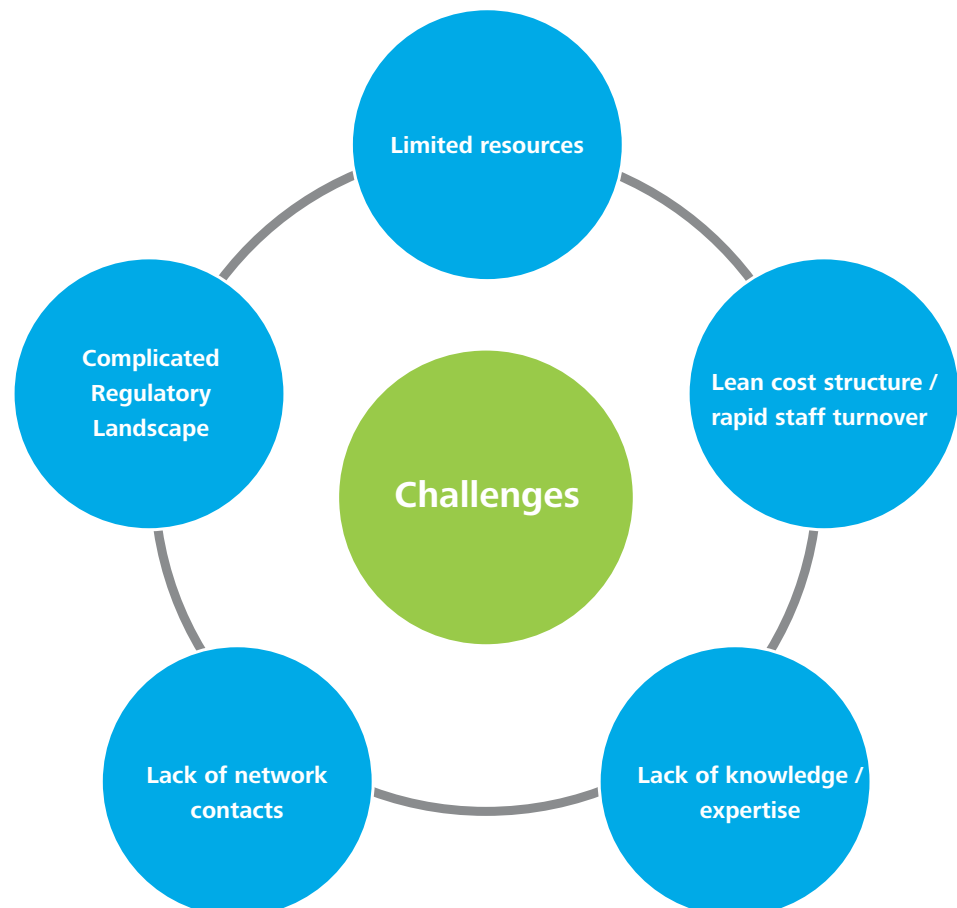 Limited resources
Complicated
Regulatory
Landscape
Lean cost structure /
rapid staff turnover
Challenges
Lack of network
contacts
Lack of knowledge /
expertise